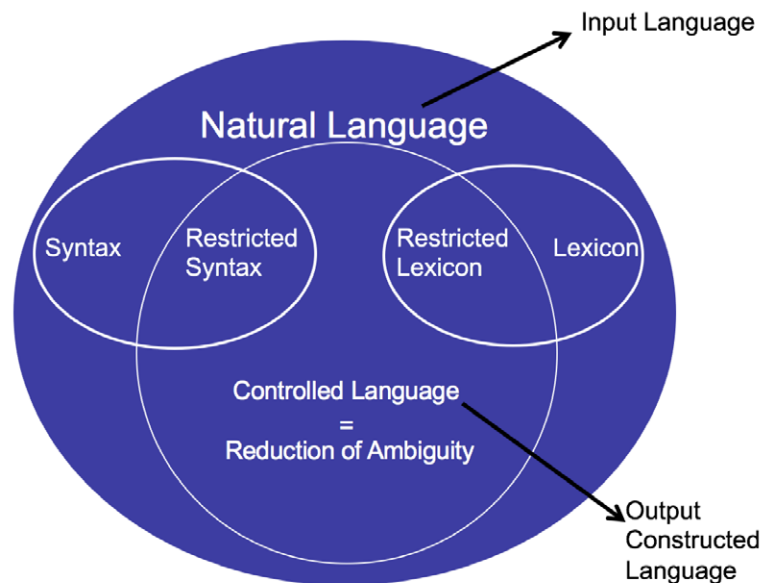 Input Language
Natural Language
Syntax
Restricted
Syntax
Restricted
Lexicon
Lexicon
Controlled Language
=
Reduction of Ambiguity
Output
Constructed
Language